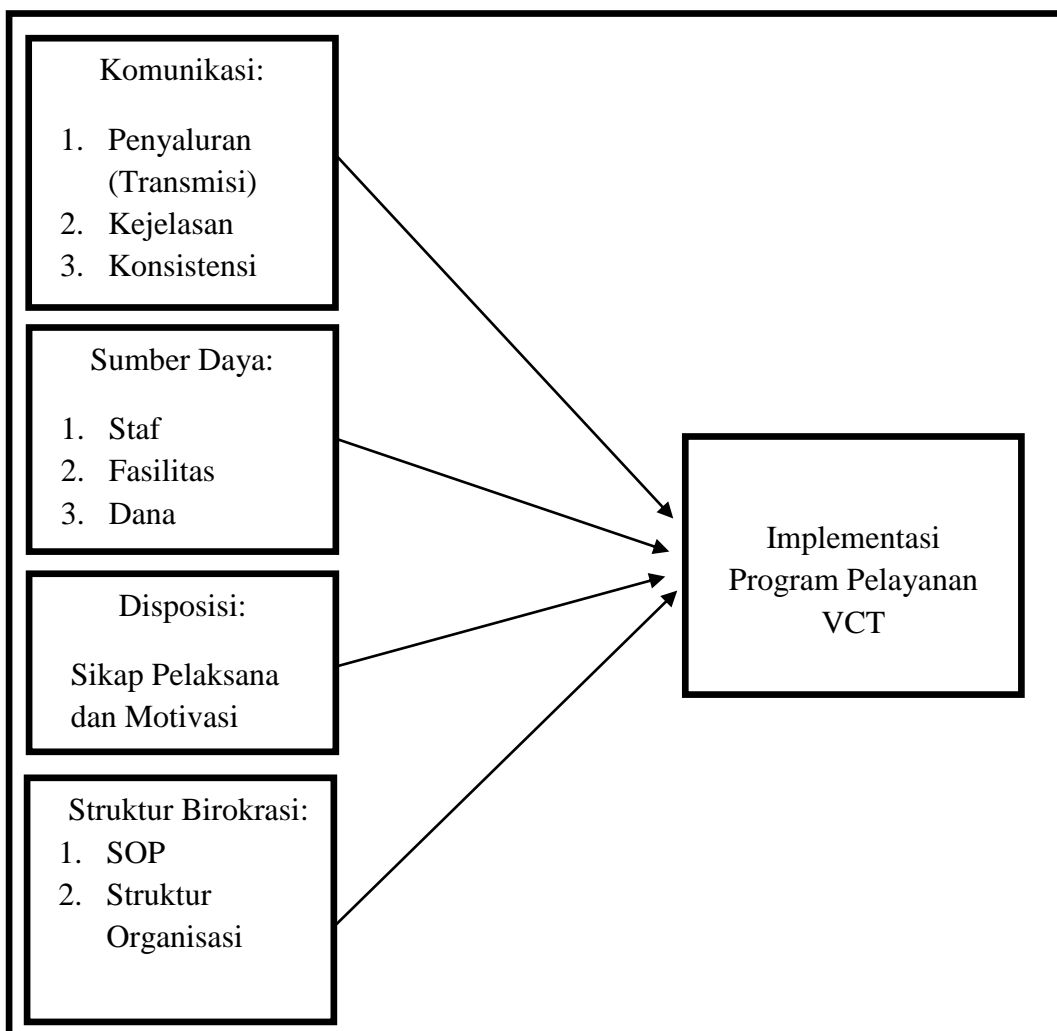 Komunikasi:
1. Penyaluran
(Transmisi)
2. Kejelasan
3. Konsistensi
Sumber Daya:
1. Staf
2. Fasilitas
3. Dana
Disposisi:
Sikap Pelaksana
dan Motivasi
Struktur Birokrasi:
1. SOP
2. Struktur
Organisasi
Implementasi
Program Pelayanan
VCT